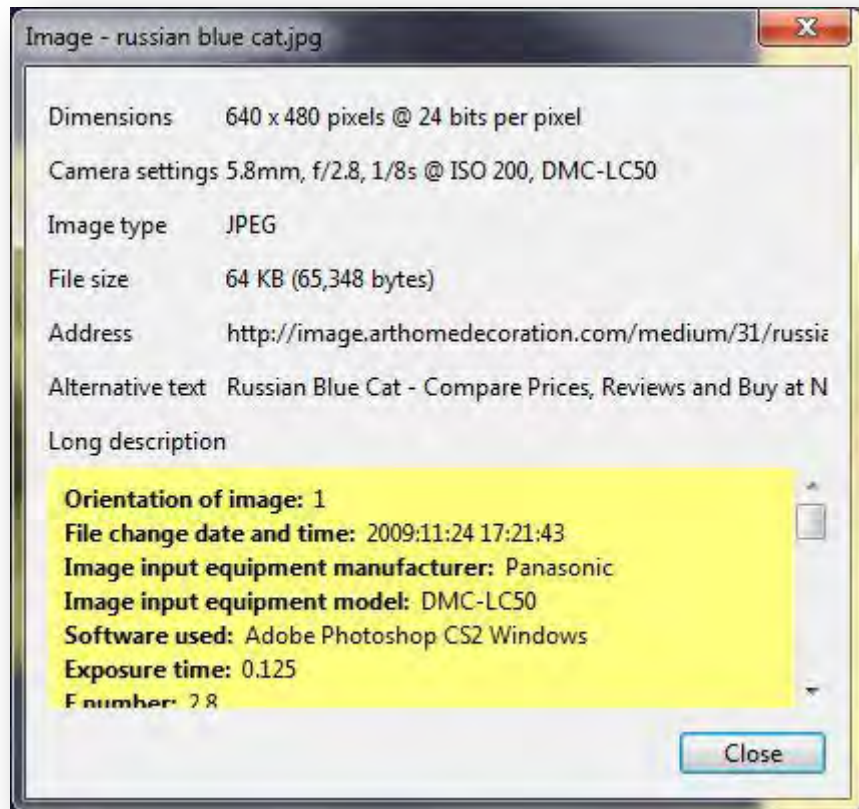 Image - russian blue cat.jpg
Dimensions 640 x 480 pixels @ 24 bits per pixel
Camera settings 5.8mm, f/2.8, 1/8s @ ISO 200, DMC-LC50
Image type JPEG
File size 64 KB (65,348 bytes)
Address http://image.arthomedecoration.com/medium/31/russia
Alternative text Russian Blue Cat - Compare Prices, Reviews and Buy at N
Long description
Orientation of image: 1
File change date and time: 2009:11:24 17:21:43
Image input equipment manufacturer: Panasonic
Image input equipment model: DMC-LC50
Software used: Adobe Photoshop CS2 Windows
Exposure time: 0.125
F number: 2.8
Close